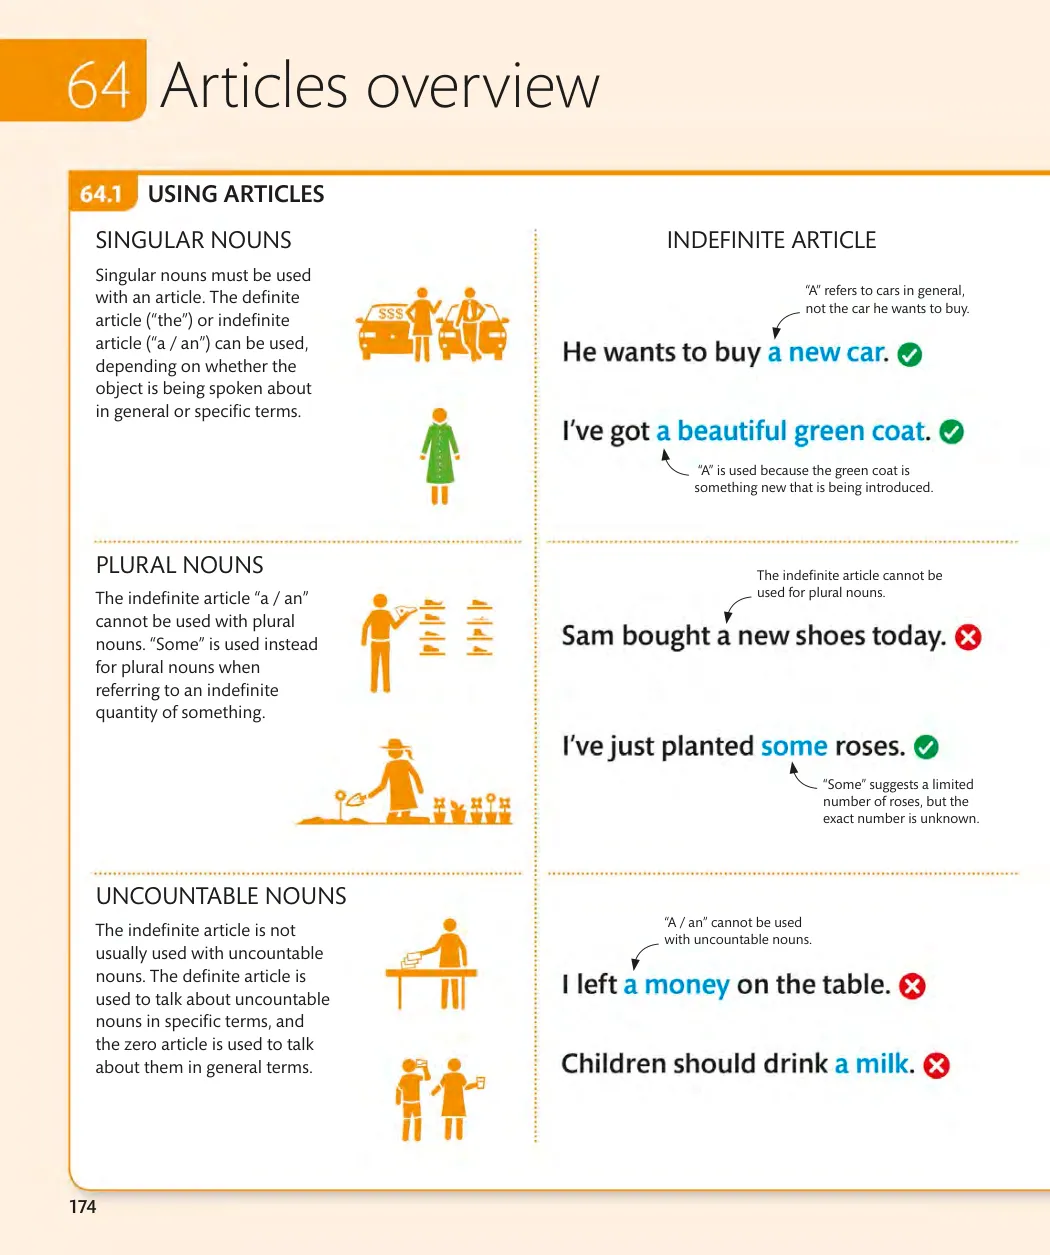 64 Articles overview
64.1 USING ARTICLES
SINGULAR NOUNS
Singular nouns must be used
with an article. The definite
article (“the”) or indefinite
article (“a / an”) can be used,
depending on whether the
object is being spoken about
in general or specific terms.
$$$
INDEFINITE ARTICLE
“A” refers to cars in general,
not the car he wants to buy.
He wants to buy a new car.
I’ve got a beautiful green coat.
“A” is used because the green coat is
something new that is being introduced.
PLURAL NOUNS
The indefinite article “a / an”
cannot be used with plural
nouns. “Some” is used instead
for plural nouns when
referring to an indefinite
quantity of something.
The indefinite article cannot be
used for plural nouns.
Sam bought a new shoes today.
I’ve just planted some roses.
“Some” suggests a limited
number of roses, but the
exact number is unknown.
UNCOUNTABLE NOUNS
The indefinite article is not
usually used with uncountable
nouns. The definite article is
used to talk about uncountable
nouns in specific terms, and
the zero article is used to talk
about them in general terms.
“A / an” cannot be used
with uncountable nouns.
I left a money on the table.
Children should drink a milk.
174